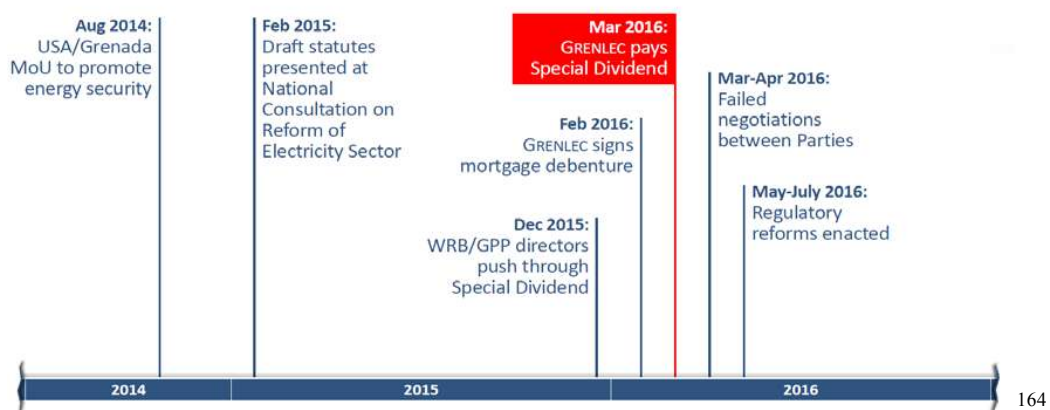 Aug 2014:
USA/Grenada
MoU to promote
energy security
Feb 2015:
Draft statutes
presented at
National
Consultation on
Reform of
Electricity Sector
Dec 2015:
WRB/GPP directors
push through
Special Dividend
Feb 2016:
GRENLEC signs
mortgage debenture
Mar 2016:
GRENLEC pays
Special Dividend
Mar-Apr 2016:
Failed
negotiations
between Parties
May-July 2016:
Regulatory
reforms enacted
2014
2015
2016
164